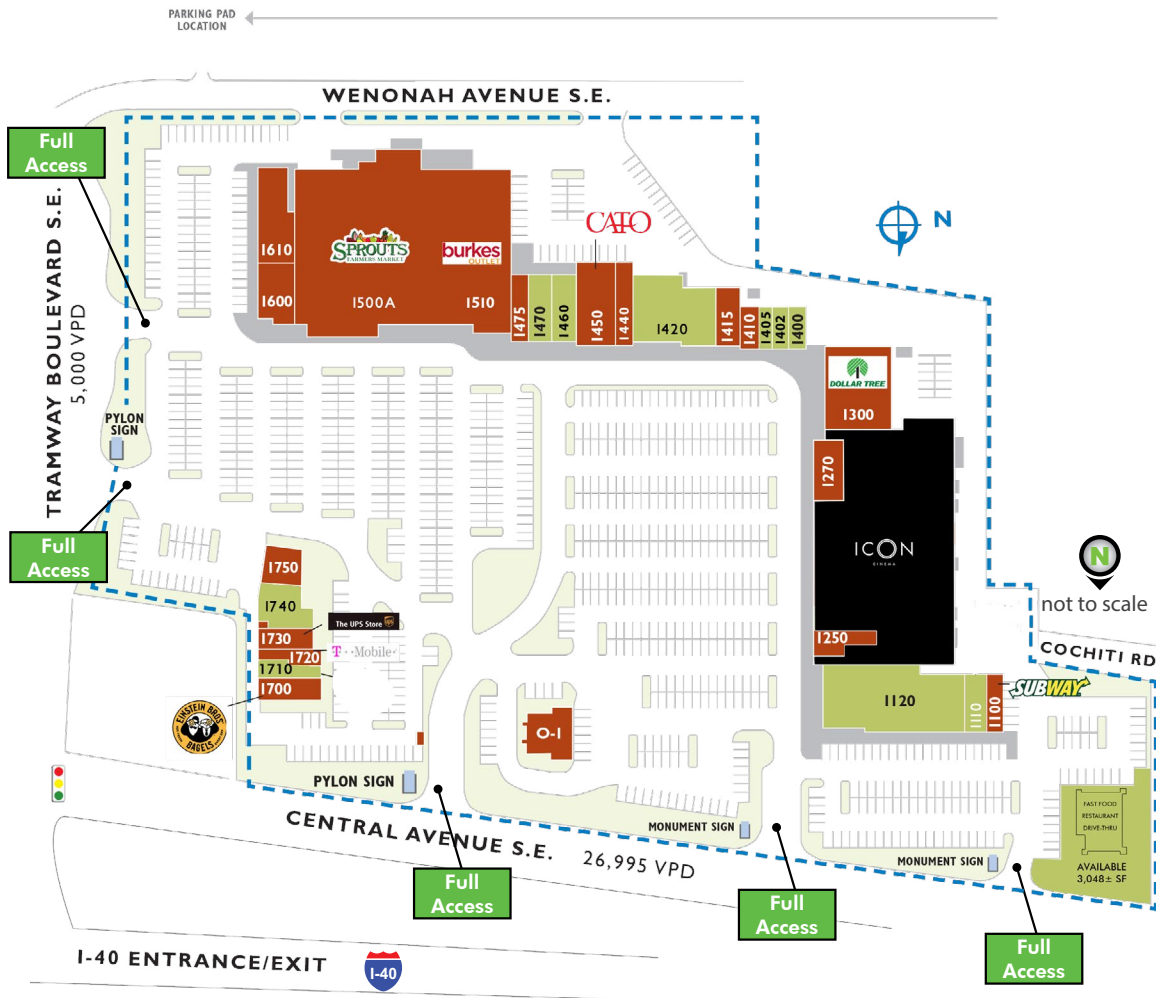 PARKING PAD
LOCATION
WENONAH AVENUE S.E.
Full
Access
TRAMWAY BOULEVARD S.E.
5,000 VPD
CATO
N
1610
SPROUTS
FARMERS MARKET
burkes
OUTLET
1600
1500A
1510
1475
1470
1460
1450
1440
1420
1415
1410
1405
1402
1400
DOLLAR TREE
1300
PYLON
SIGN
1270
Full
Access
ICON
CINEMA
N
not to scale
1750
1740
The UPS Store
ups
1730
1720
T··Mobile·
1710
1700
1250
COCHITI RD
SUBWAY
EINSTEIN BROS
BAGELS
1120
1110
1100
O-1
PYLON SIGN
FAST FOOD
RESTAURANT
DRIVE-THRU
AVAILABLE
3,048± SF
MONUMENT SIGN
MONUMENT SIGN
CENTRAL AVENUE S.E.
26,995 VPD
Full
Access
Full
Access
Full
Access
I-40 ENTRANCE/EXIT
I-40